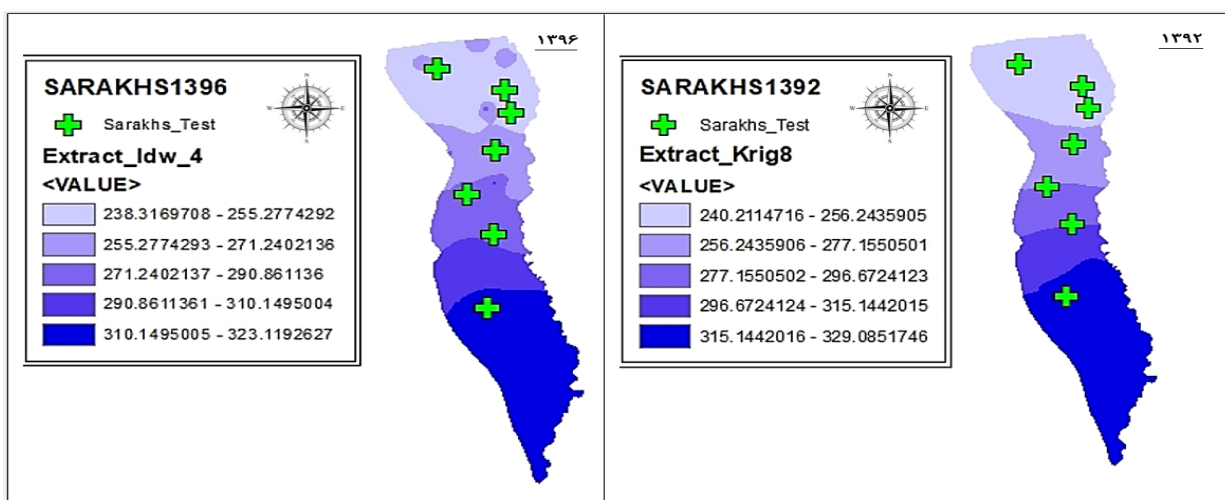 ۱۳۹۶
SARAKHS1396
Sarakhs_Test
Extract_Idw_4
<VALUE>
238.3169708 - 255.2774292
255.2774293 - 271.2402136
271.2402137 - 290.861136
290.8611361 - 310.1495004
310.1495005 - 323.1192627
N
W
E
S
۱۳۹۲
SARAKHS1392
Sarakhs_Test
Extract_Krig8
<VALUE>
240.2114716 - 256.2435905
256.2435906 - 277.1550501
277.1550502 - 296.6724123
296.6724124 - 315.1442015
315.1442016 - 329.0851746
N
W
E
S